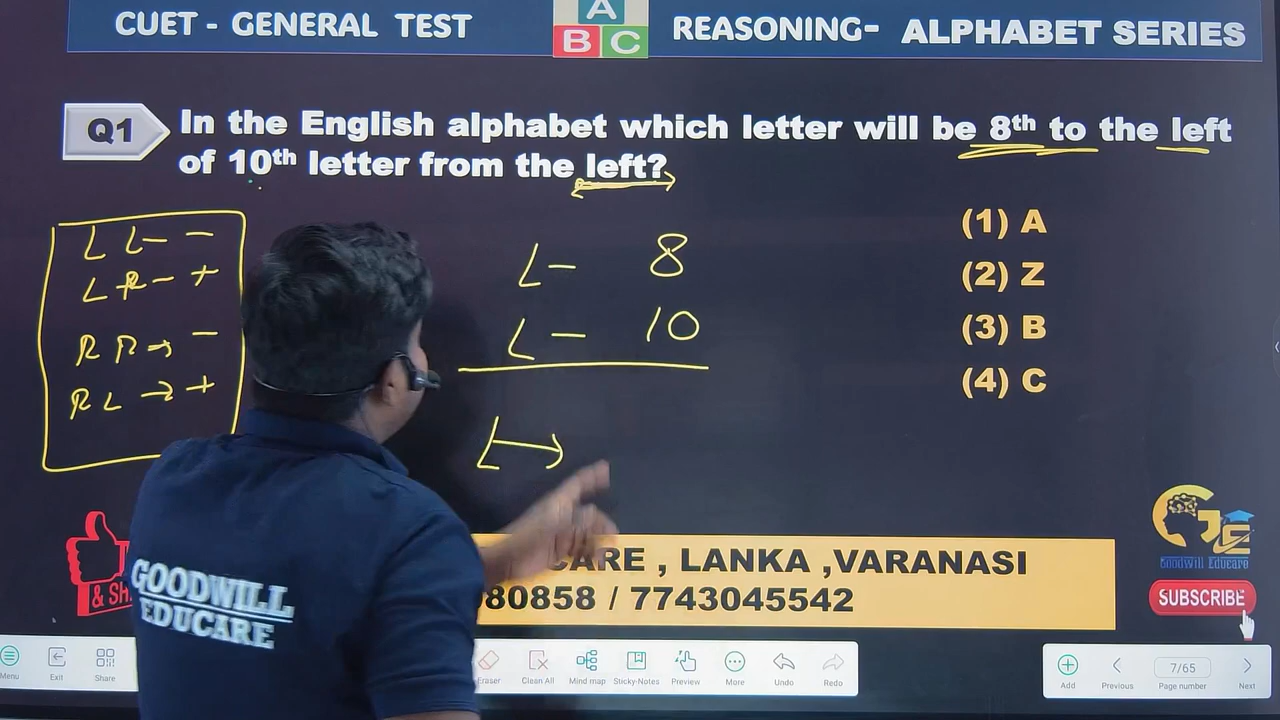 CUET - GENERAL TEST
A
B C
REASONING- ALPHABET SERIES
Q1
In the English alphabet which letter will be 8th to the left
of 10th letter from the left?
L L - -
L R - +
R R → -
R L → +
L - 8
L - 10
L →
(1) A
(2) Z
(3) B
(4) C
& SH
GOODWILL
EDUCARE
CARE , LANKA ,VARANASI
80858 / 7743045542
GE
Goodwill Educare
SUBSCRIBE
Menu
Exit
Share
Eraser
Clean All
Mind map
Sticky-Notes
Preview
More
Undo
Redo
Add
Previous
7/65
Page number
Next